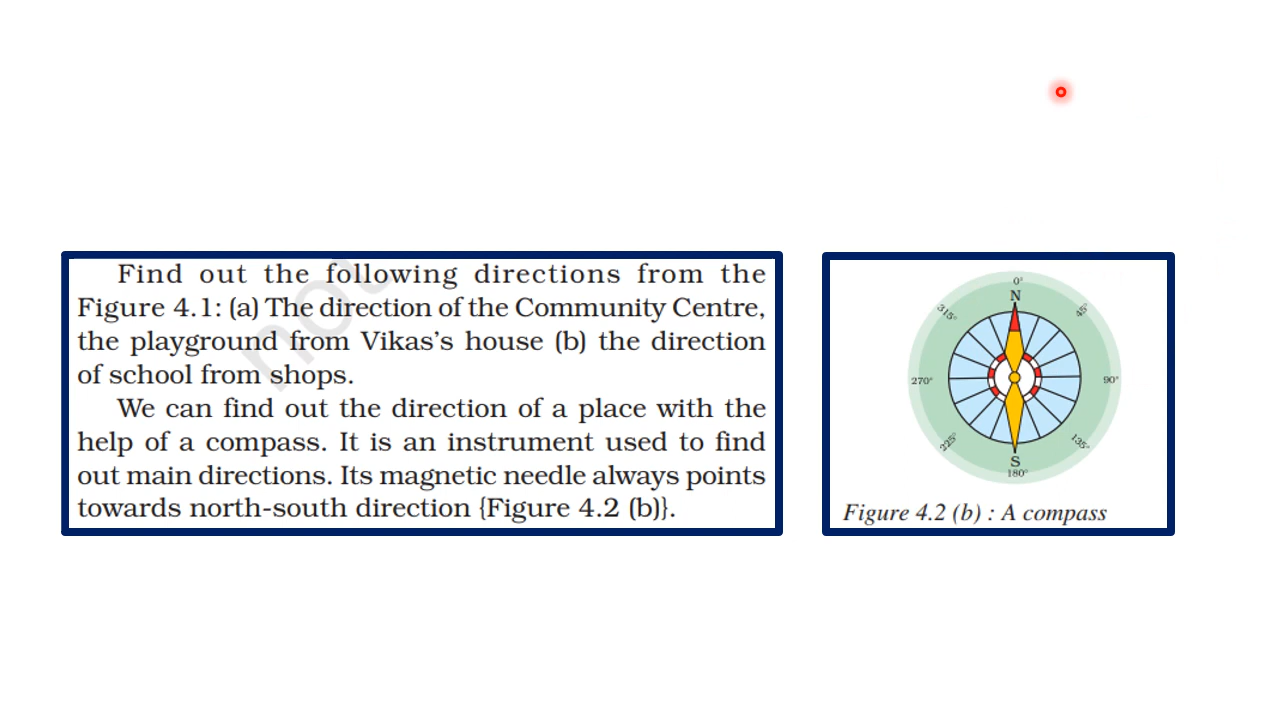 Find out the following directions from the
Figure 4.1: (a) The direction of the Community Centre,
the playground from Vikas's house (b) the direction
of school from shops.
We can find out the direction of a place with the
help of a compass. It is an instrument used to find
out main directions. Its magnetic needle always points
towards north-south direction {Figure 4.2 (b)}.
not
0°
N
315°
45°
270°
90°
225°
135°
S
180°
Figure 4.2 (b) : A compass